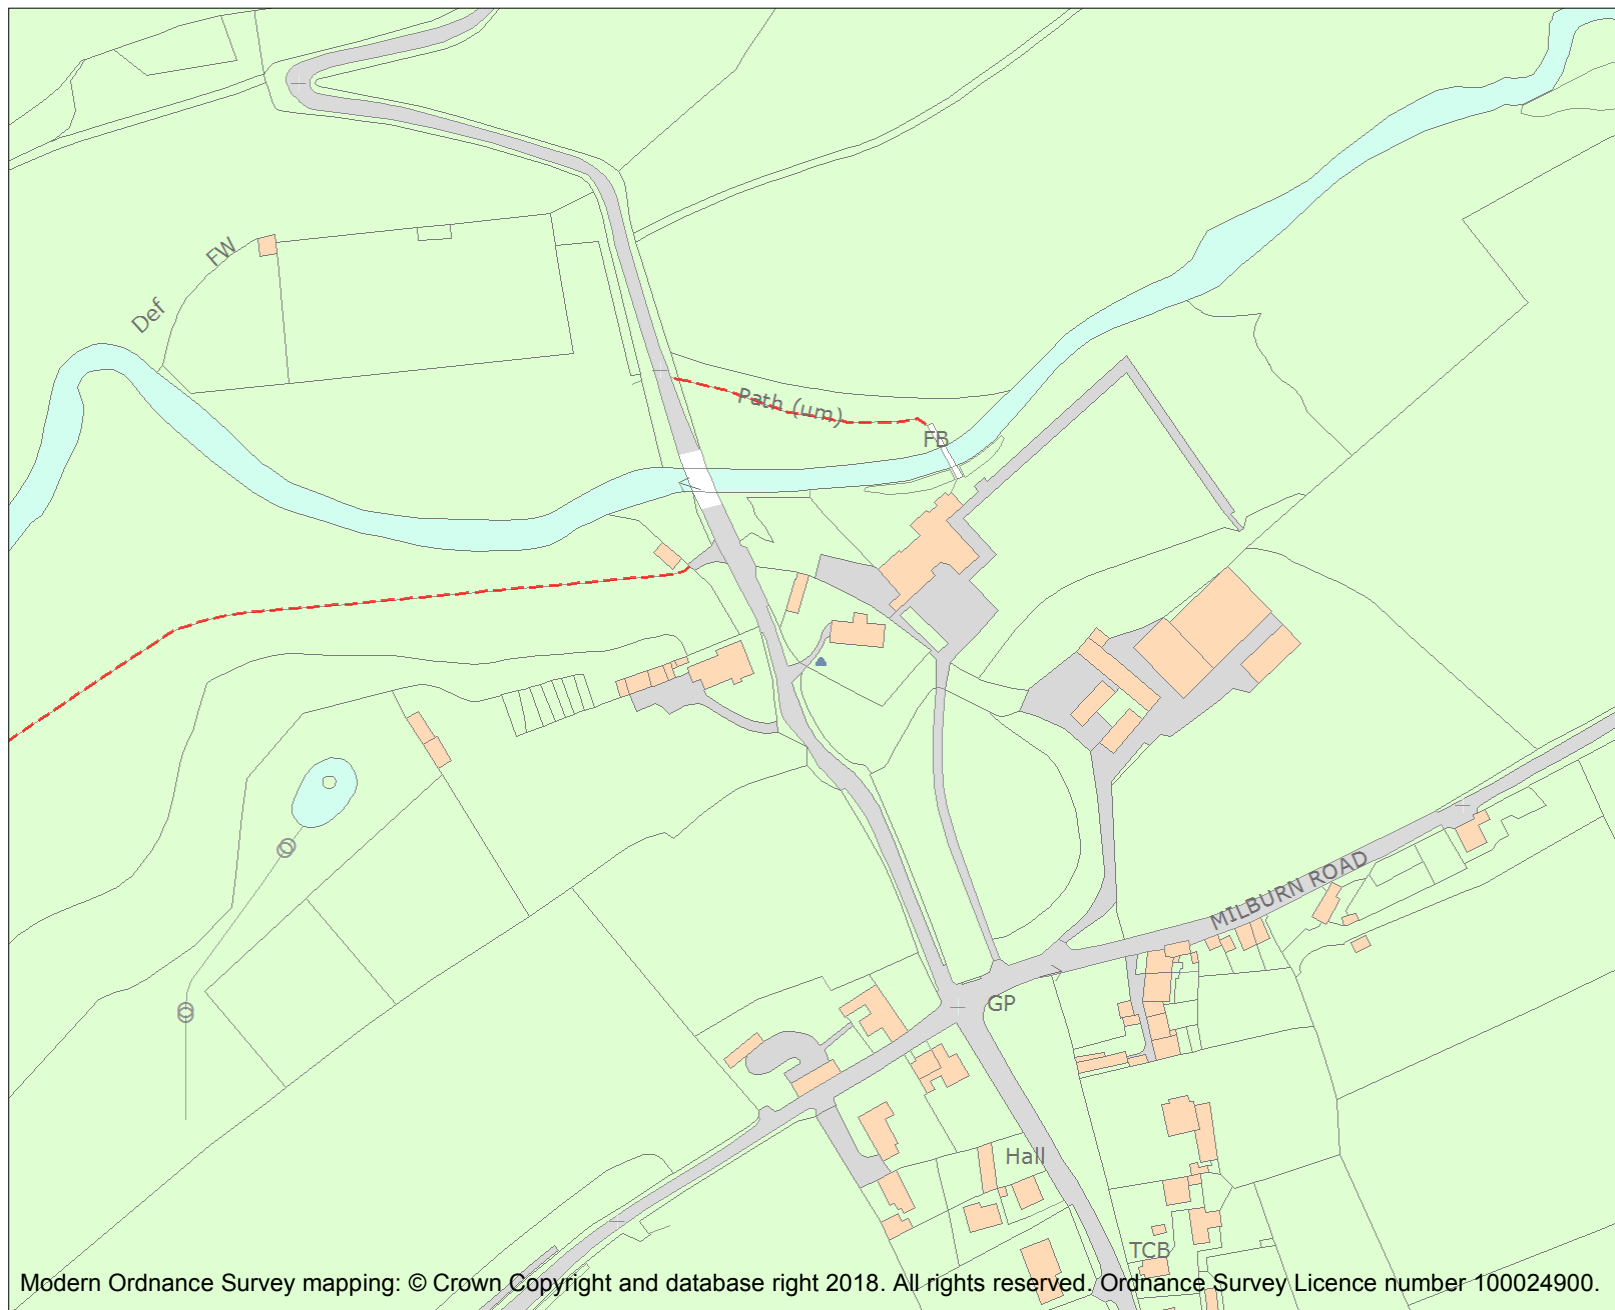 FW
Def
Path (um)
FB
MILBURN ROAD
GP
Hall
TCB
Modern Ordnance Survey mapping: © Crown Copyright and database right 2018. All rights reserved. Ordnance Survey Licence number 100024900.